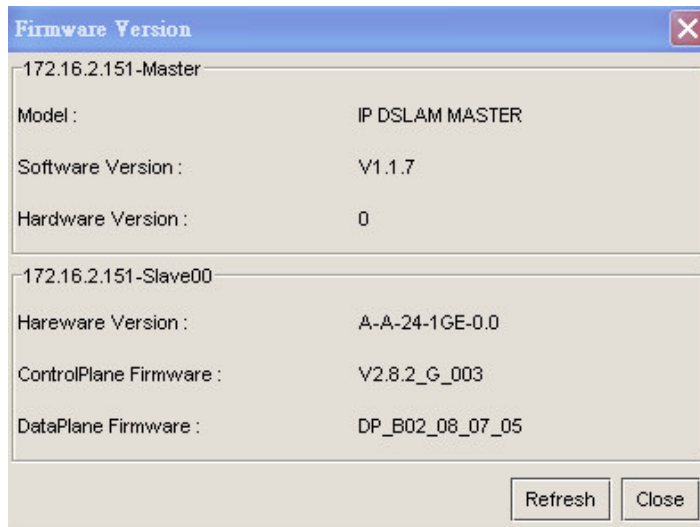 Firmware Version
172.16.2.151-Master
Model : IP DSLAM MASTER
Software Version : V1.1.7
Hardware Version : 0
172.16.2.151-Slave00
Hareware Version : A-A-24-1GE-0.0
ControlPlane Firmware : V2.8.2_G_003
DataPlane Firmware : DP_B02_08_07_05
Refresh Close